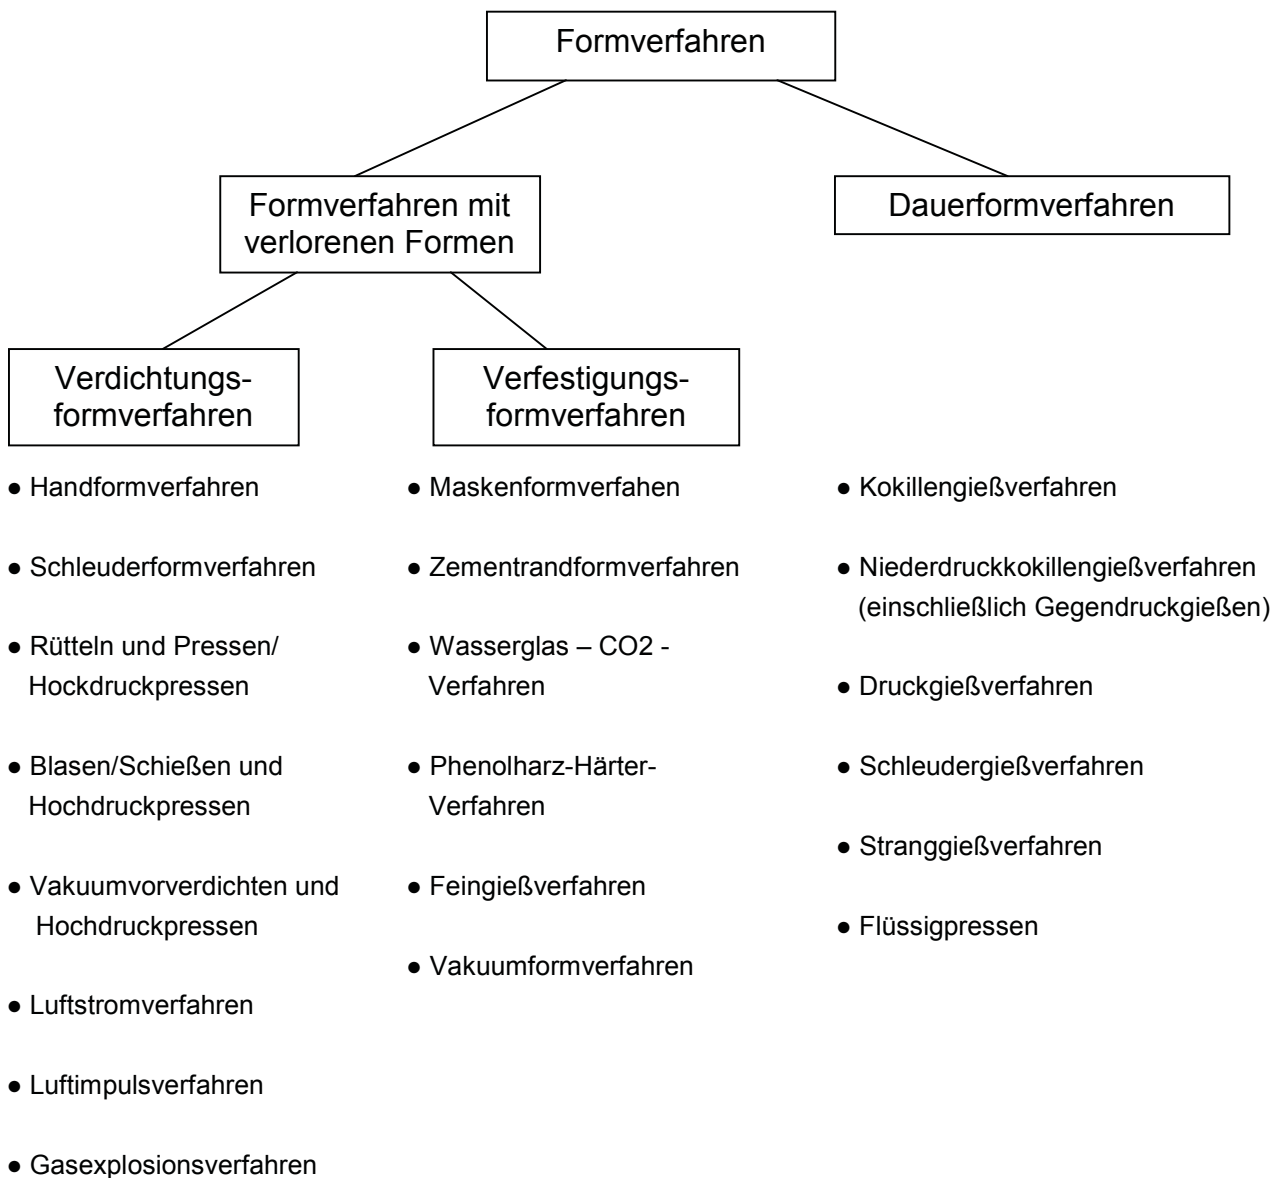 Formverfahren
Formverfahren mit
verlorenen Formen
Dauerformverfahren
Verdichtungs-
formverfahren
Verfestigungs-
formverfahren
● Handformverfahren
● Schleuderformverfahren
● Rütteln und Pressen/
Hockdruckpressen
● Blasen/Schießen und
Hochdruckpressen
● Vakuumvorverdichten und
Hochdruckpressen
● Luftstromverfahren
● Luftimpulsverfahren
● Gasexplosionsverfahren
● Maskenformverfahen
● Zementrandformverfahren
● Wasserglas – CO2 -
Verfahren
● Phenolharz-Härter-
Verfahren
● Feingießverfahren
● Vakuumformverfahren
● Kokillengießverfahren
● Niederdruckkokillengießverfahren
(einschließlich Gegendruckgießen)
● Druckgießverfahren
● Schleudergießverfahren
● Stranggießverfahren
● Flüssigpressen